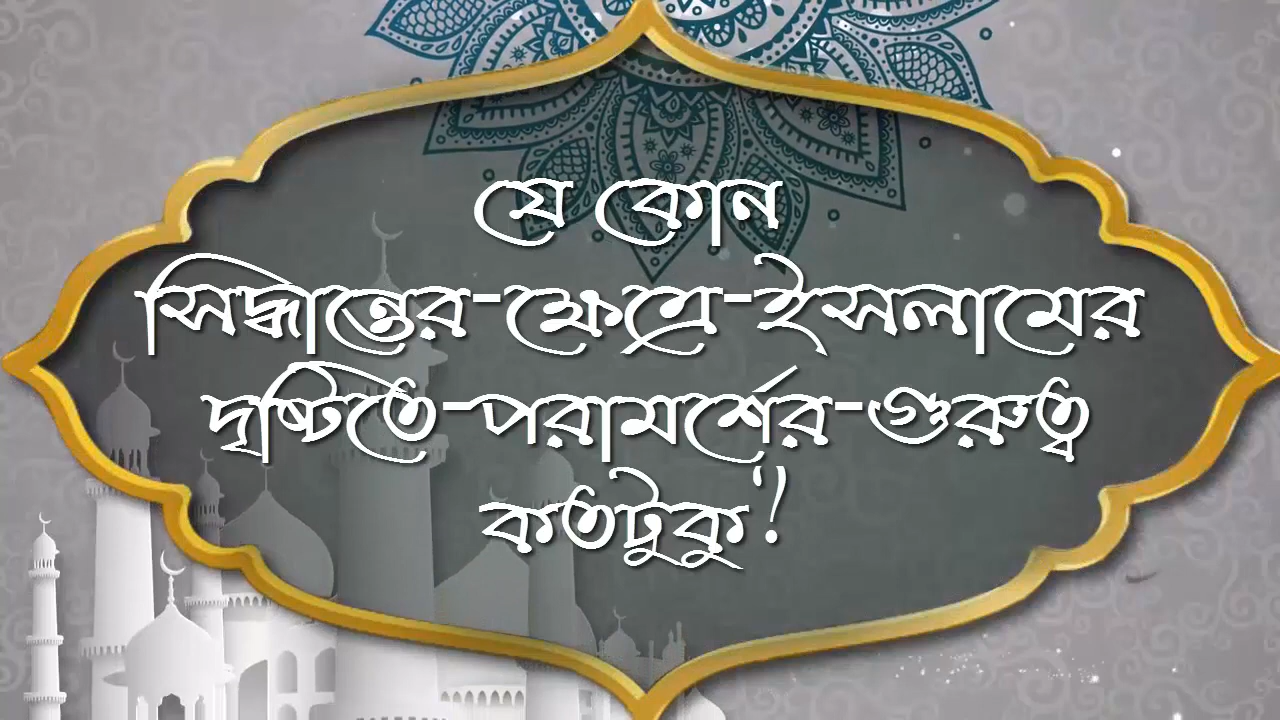 যে কোন
সিদ্ধান্তের-ক্ষেত্রে-ইসলামের
দৃষ্টিতে-পরামর্শের-গুরুত্ব
কতটুকু?